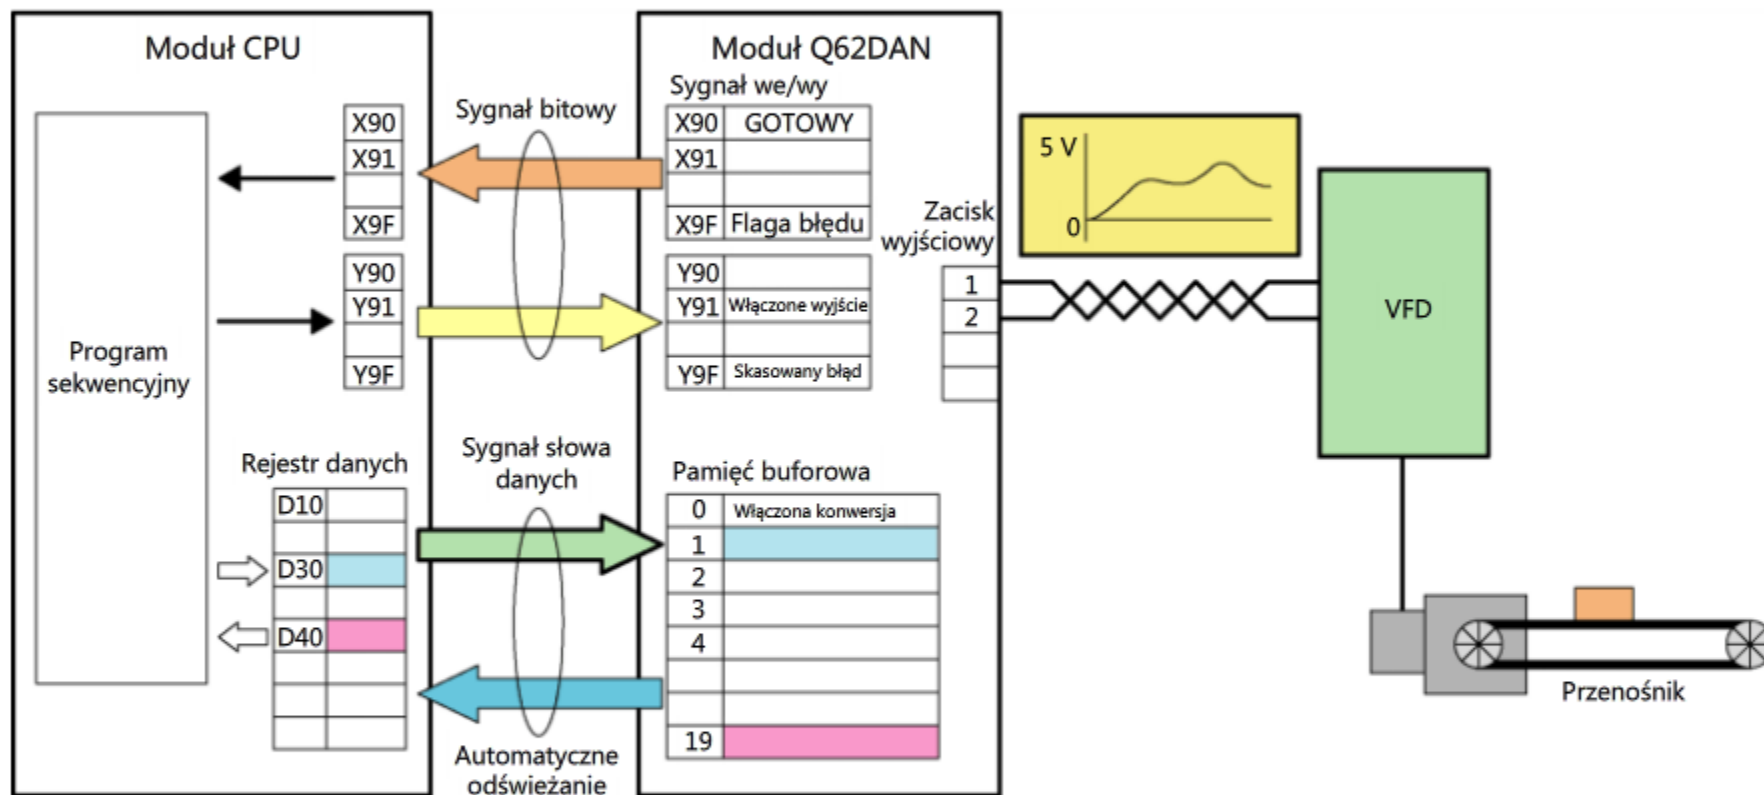 Moduł CPU
Moduł Q62DAN
Sygnał we/wy
Sygnał bitowy
X90
X91
X9F
Y90
Y91
Y9F
X90 GOTOWY
X91
X9F Flaga błędu
Y90
Y91 Włączone wyjście
Y9F Skasowany błąd
Zacisk
wyjściowy
1
2
5 V
0
VFD
Program
sekwencyjny
Rejestr danych
D10
D30
D40
Sygnał słowa
danych
Pamięć buforowa
0 Włączona konwersja
1
2
3
4
19
Automatyczne
odświeżanie
Przenośnik